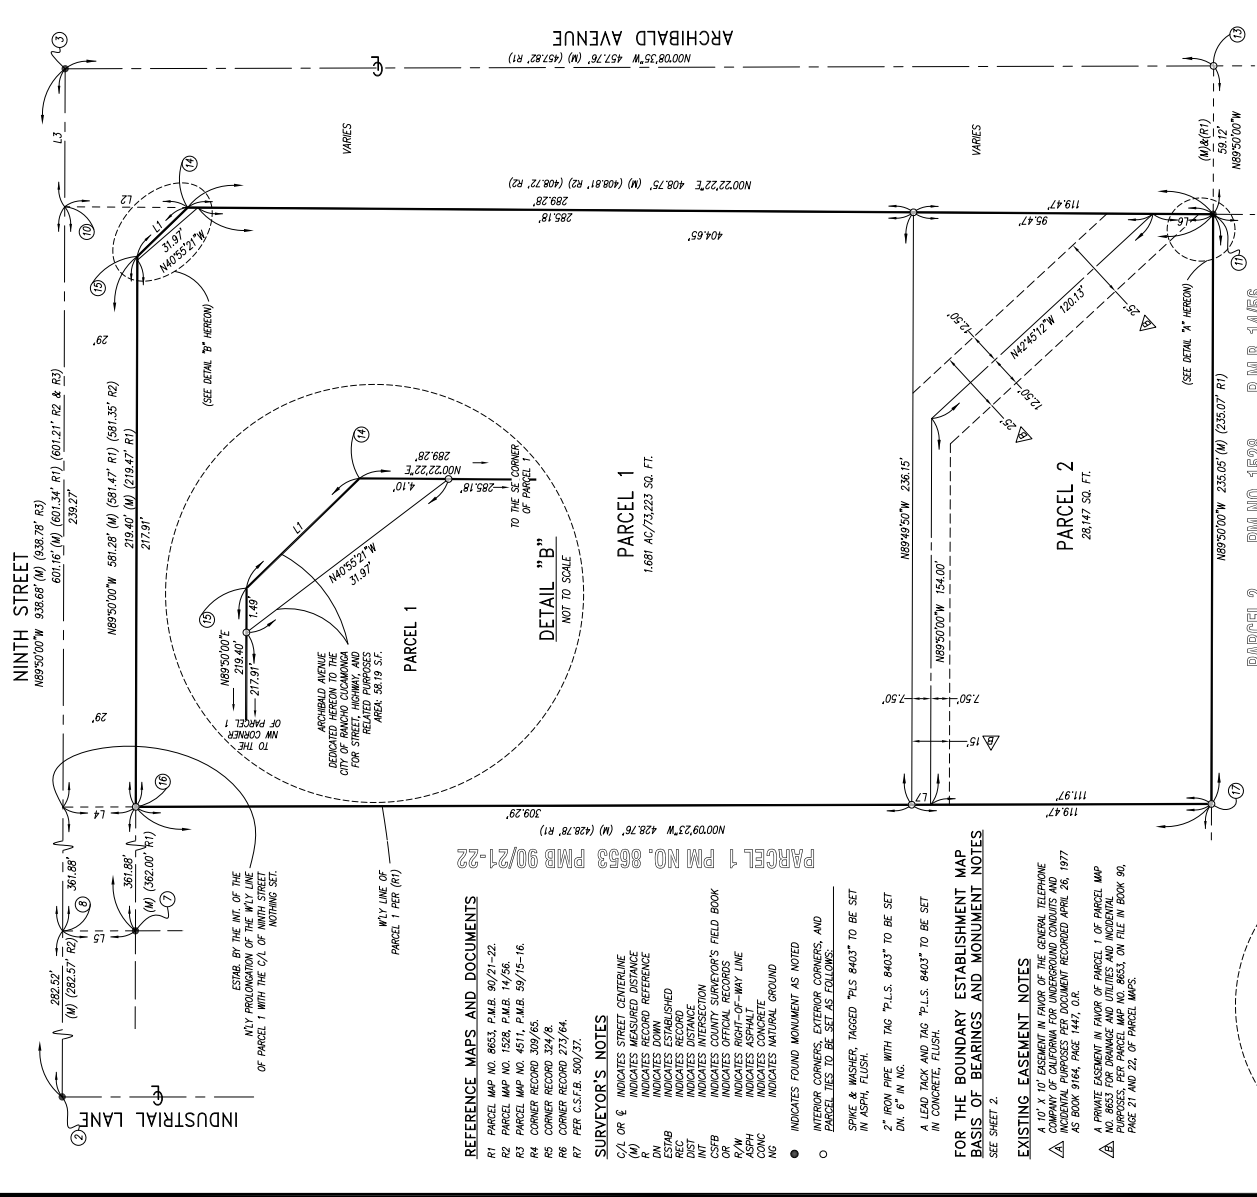 ARCHIBALD AVENUE
N00°08'35"W 457.76' (M) (457.82' R1)
℄
3
13
L3
VARIES
VARIES
(M)&(R1)
59.12'
N89°50'00"W
14
L2
10
N00°22'22"E 408.75' (M) (408.81' R2) (408.72' R2)
289.28'
285.18'
404.65'
119.47'
95.47'
L6
11
L1
31.97'
N40°55'21"W
15
(SEE DETAIL "B" HEREON)
29'
(SEE DETAIL "A" HEREON)
12.50'
12.50'
N42°45'12"W 120.13'
25'
B
25'
B
NINTH STREET
N89°50'00"W 938.68' (M) (938.78' R3)
601.16' (M) (601.34' R1) (601.21' R2 & R3)
239.27'
N89°50'00"W 581.28' (M) (581.47' R1) (581.35' R2)
219.40' (M) (219.47' R1)
217.91'
29'
14
289.28'
N00°22'22"E
4.10'
285.18'
TO THE SE CORNER
OF PARCEL 1
L1
N40°55'21"W
31.97'
15
1.49'
N89°50'00"E
219.40'
217.91'
TO THE
NW CORNER
OF PARCEL 1
ARCHIBALD AVENUE
DEDICATED HEREON TO THE
CITY OF RANCHO CUCAMONGA
FOR STREET, HIGHWAY, AND
RELATED PURPOSES
AREA: 58.19 S.F.
PARCEL 1
DETAIL "B"
NOT TO SCALE
PARCEL 1
1.681 AC/73,223 SQ. FT.
N89°49'50"W 236.15'
N89°50'00"W 154.00'
7.50'
7.50'
15'
B
PARCEL 2
28,147 SQ. FT.
N89°50'00"W 235.05' (M) (235.07' R1)
PARCEL 2 PM NO. 1528 P.M.B. 14/56
16
L4
L7
309.29'
N00°09'23"W 428.76' (M) (428.78' R1)
111.97'
119.47'
17
PARCEL 1 PM NO. 8653 PMB 90/21-22
361.88'
361.88'
(M) (362.00' R1)
8
7
L5
282.52'
(M) (282.57' R2)
ESTAB. BY THE INT. OF THE
W'LY PROLONGATION OF THE W'LY LINE
OF PARCEL 1 WITH THE C/L OF NINTH STREET
NOTHING SET.
W'LY LINE OF
PARCEL 1 PER (R1)
2
℄
INDUSTRIAL LANE
REFERENCE MAPS AND DOCUMENTS
R1 PARCEL MAP NO. 8653, P.M.B. 90/21-22.
R2 PARCEL MAP NO. 1528, P.M.B. 14/56.
R3 PARCEL MAP NO. 4511, P.M.B. 59/15-16.
R4 CORNER RECORD 309/65.
R5 CORNER RECORD 324/8.
R6 CORNER RECORD 273/64.
R7 PER C.S.F.B. 500/37.
SURVEYOR'S NOTES
C/L OR ℄ INDICATES STREET CENTERLINE
(M) INDICATES MEASURED DISTANCE
R INDICATES RECORD REFERENCE
DN INDICATES DOWN
ESTAB INDICATES ESTABLISHED
REC INDICATES RECORD
DIST INDICATES DISTANCE
INT INDICATES INTERSECTION
CSFB INDICATES COUNTY SURVEYOR'S FIELD BOOK
OR INDICATES OFFICIAL RECORDS
R/W INDICATES RIGHT-OF-WAY LINE
ASPH INDICATES ASPHALT
CONC INDICATES CONCRETE
NG INDICATES NATURAL GROUND
INDICATES FOUND MONUMENT AS NOTED
INTERIOR CORNERS, EXTERIOR CORNERS, AND
PARCEL TIES TO BE SET AS FOLLOWS:
SPIKE & WASHER, TAGGED "PLS 8403" TO BE SET
IN ASPH, FLUSH.
2" IRON PIPE WITH TAG "P.L.S. 8403" TO BE SET
DN. 6" IN NG.
A LEAD TACK AND TAG "P.L.S. 8403" TO BE SET
IN CONCRETE, FLUSH.
FOR THE BOUNDARY ESTABLISHMENT MAP
BASIS OF BEARINGS AND MONUMENT NOTES
SEE SHEET 2.
EXISTING EASEMENT NOTES
A A 10' X 10' EASEMENT IN FAVOR OF THE GENERAL TELEPHONE
COMPANY OF CALIFORNIA FOR UNDERGROUND CONDUITS AND
INCIDENTAL PURPOSES PER DOCUMENT RECORDED APRIL 26, 1977
AS BOOK 9164, PAGE 1447, O.R.
B A PRIVATE EASEMENT IN FAVOR OF PARCEL 1 OF PARCEL MAP
NO. 8653 FOR DRAINAGE AND UTILITIES AND INCIDENTAL
PURPOSES, PER PARCEL MAP NO. 8653, ON FILE IN BOOK 90,
PAGE 21 AND 22, OF PARCEL MAPS.